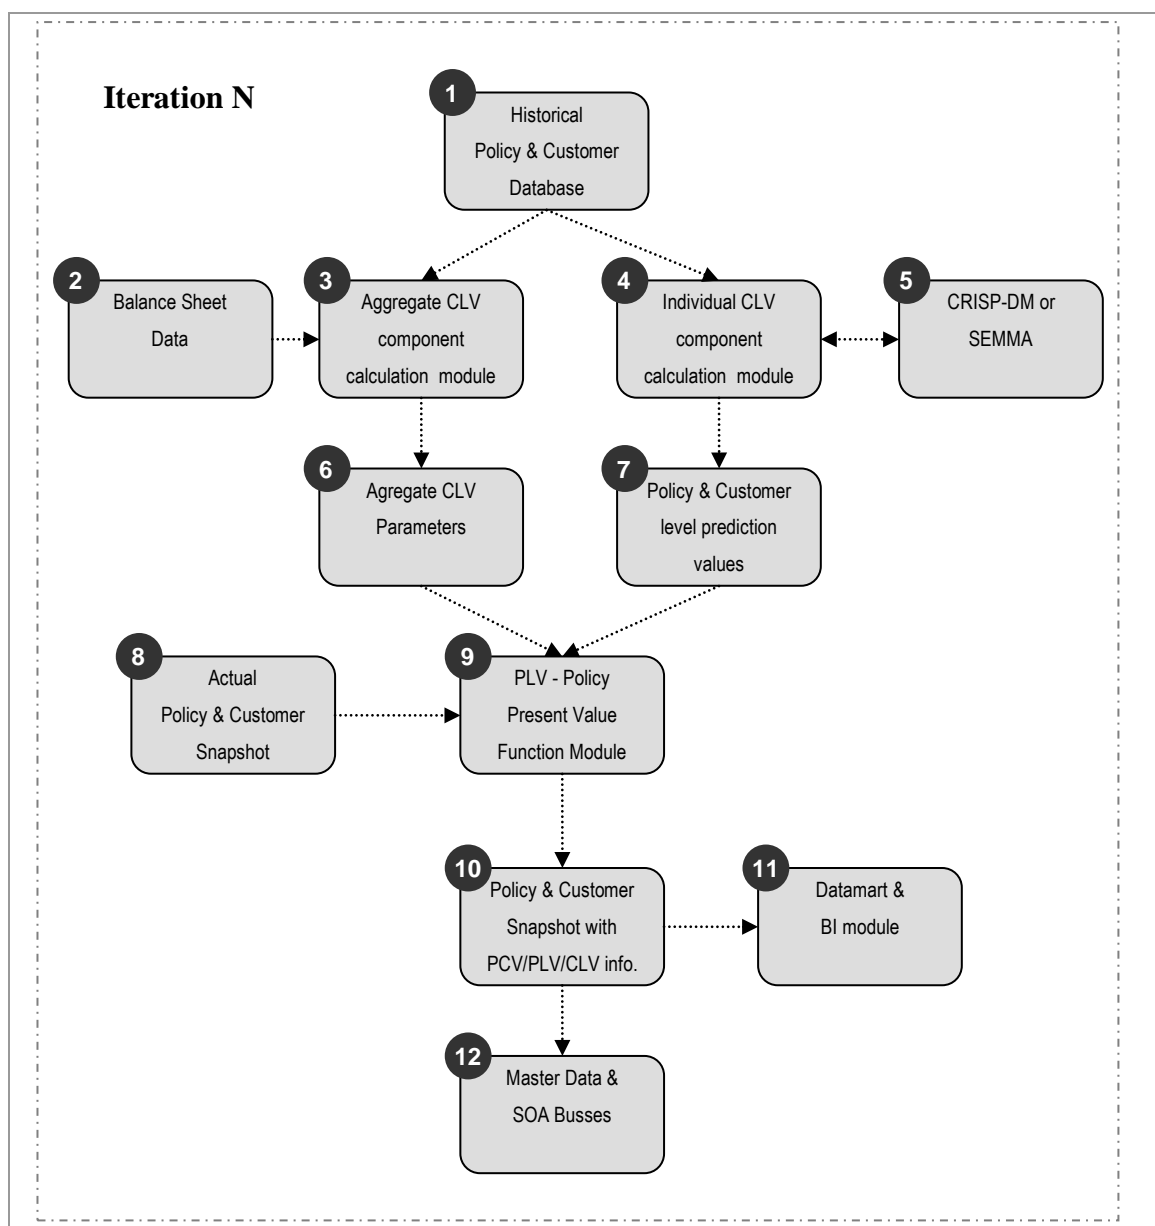 Iteration N
1
Historical
Policy & Customer
Database
2
Balance Sheet
Data
3
Aggregate CLV
component
calculation module
4
Individual CLV
component
calculation module
5
CRISP-DM or
SEMMA
6
Agregate CLV
Parameters
7
Policy & Customer
level prediction
values
8
Actual
Policy & Customer
Snapshot
9
PLV - Policy
Present Value
Function Module
10
Policy & Customer
Snapshot with
PCV/PLV/CLV info.
11
Datamart &
BI module
12
Master Data &
SOA Busses